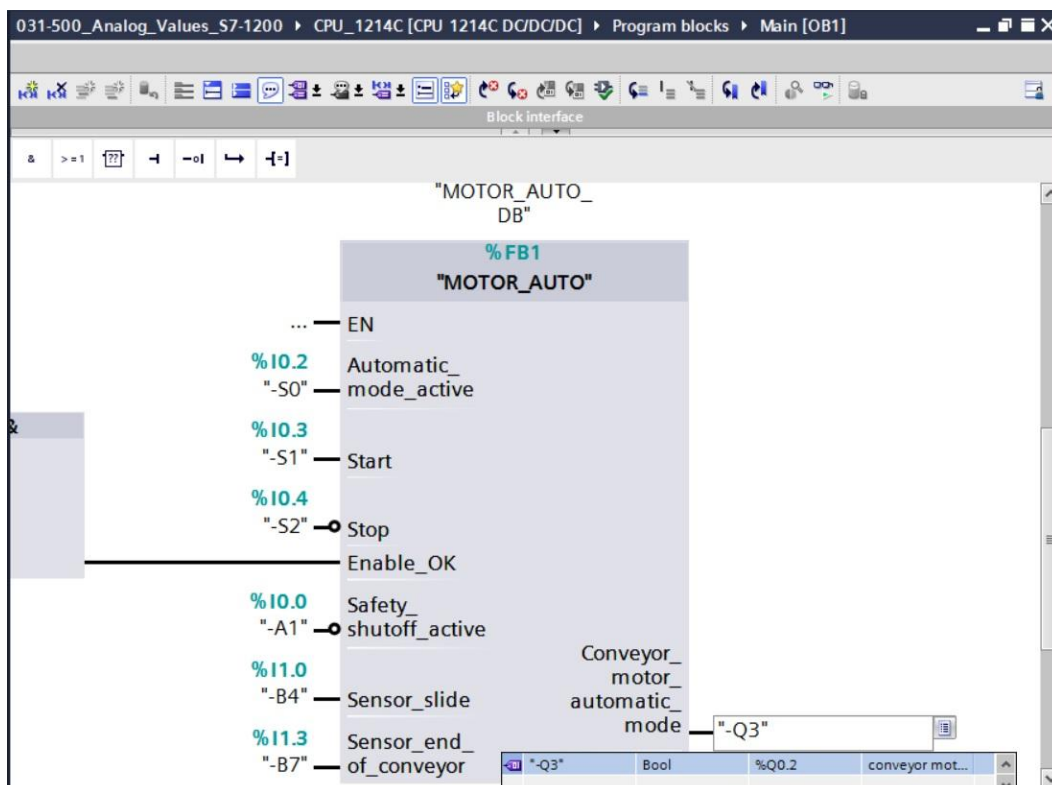 031-500_Analog_Values_S7-1200 ▸ CPU_1214C [CPU 1214C DC/DC/DC] ▸ Program blocks ▸ Main [OB1]
Block interface
& >=1 ??
"MOTOR_AUTO_
DB"
%FB1
"MOTOR_AUTO"
... EN
%I0.2
"-S0"
Automatic_
mode_active
&
%I0.3
"-S1"
Start
%I0.4
"-S2"
Stop
Enable_OK
%I0.0
"-A1"
Safety_
shutoff_active
Conveyor_
motor_
automatic_
mode
"-Q3"
%I1.0
"-B4"
Sensor_slide
%I1.3
"-B7"
Sensor_end_
of_conveyor
"-Q3" Bool %Q0.2 conveyor mot...